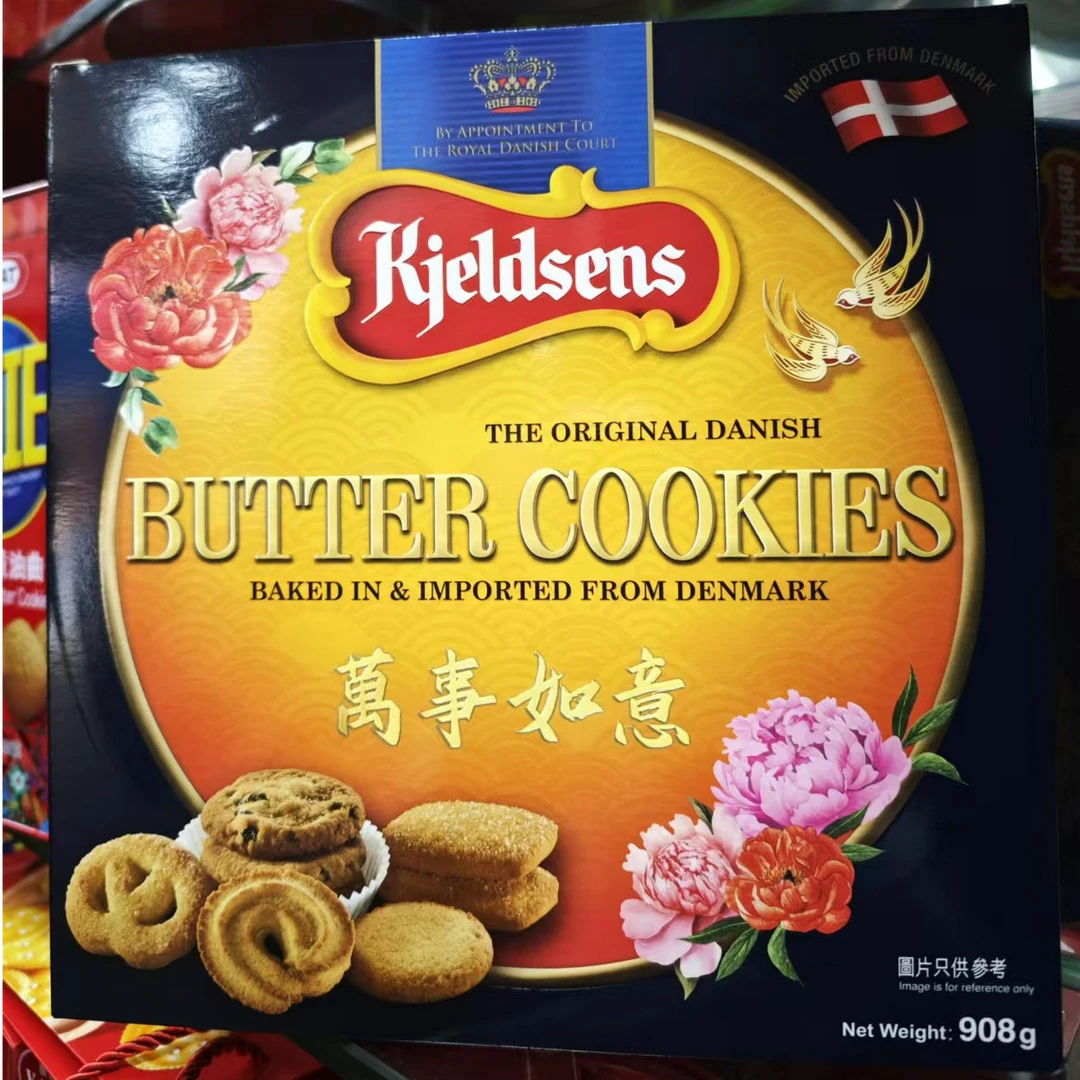 BY APPOINTMENT TO
THE ROYAL DANISH COURT
IMPORTED FROM DENMARK
Kjeldsens
THE ORIGINAL DANISH
BUTTER COOKIES
BAKED IN & IMPORTED FROM DENMARK
萬事如意
圖片只供參考
Image is for reference only
Net Weight: 908g
油曲